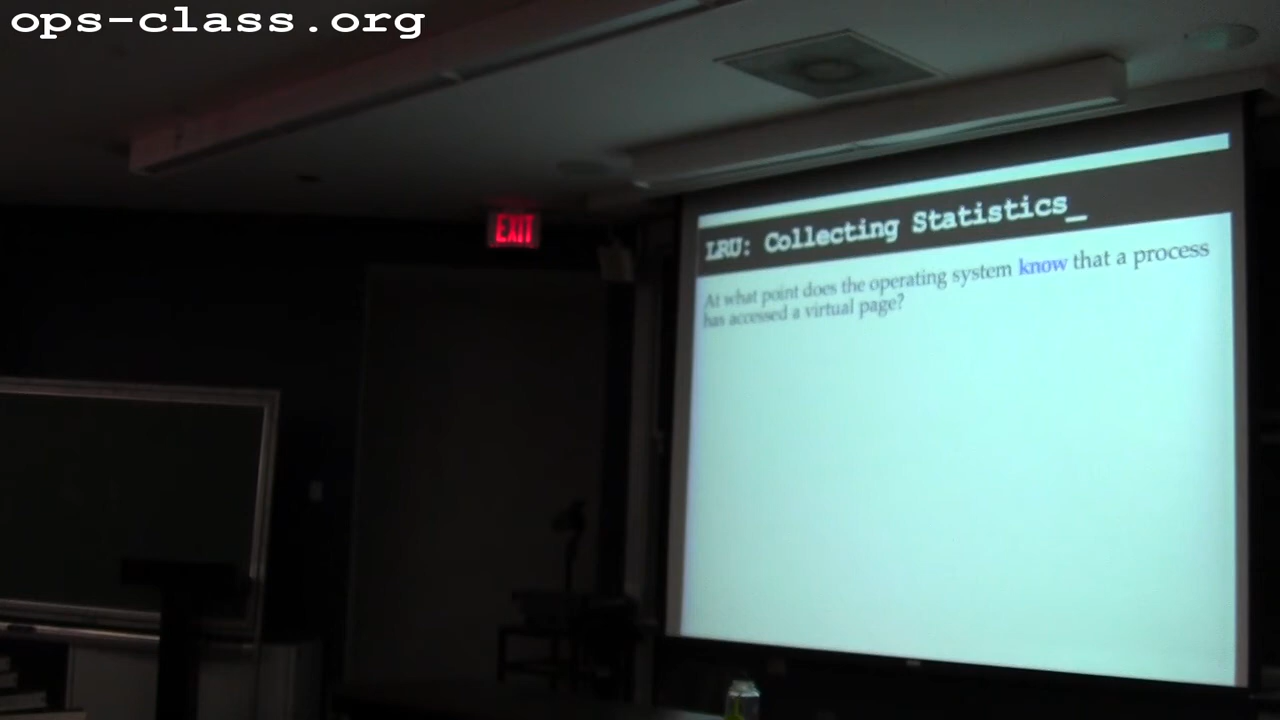 ops-class.org
EXIT
LRU: Collecting Statistics_
At what point does the operating system know that a process
has accessed a virtual page?